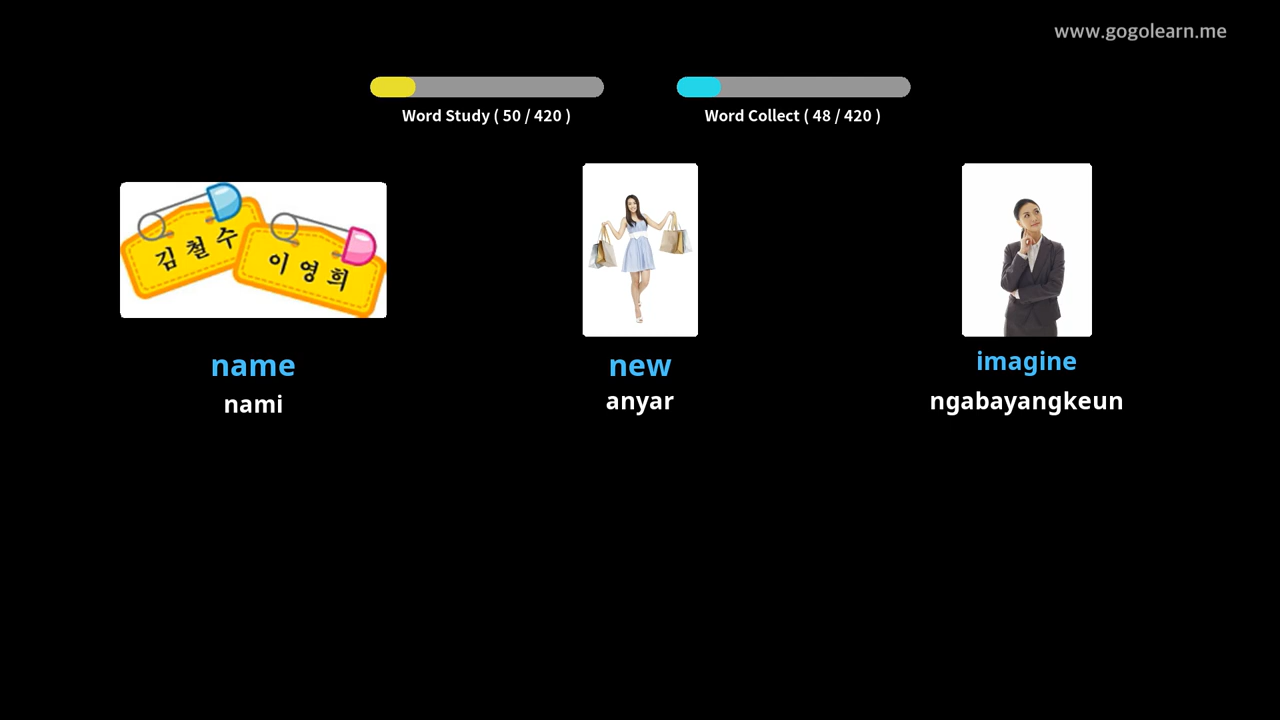 www.gogolearn.me
Word Study ( 50 / 420 )
Word Collect ( 48 / 420 )
김철수
이영희
name
nami
new
anyar
imagine
ngabayangkeun